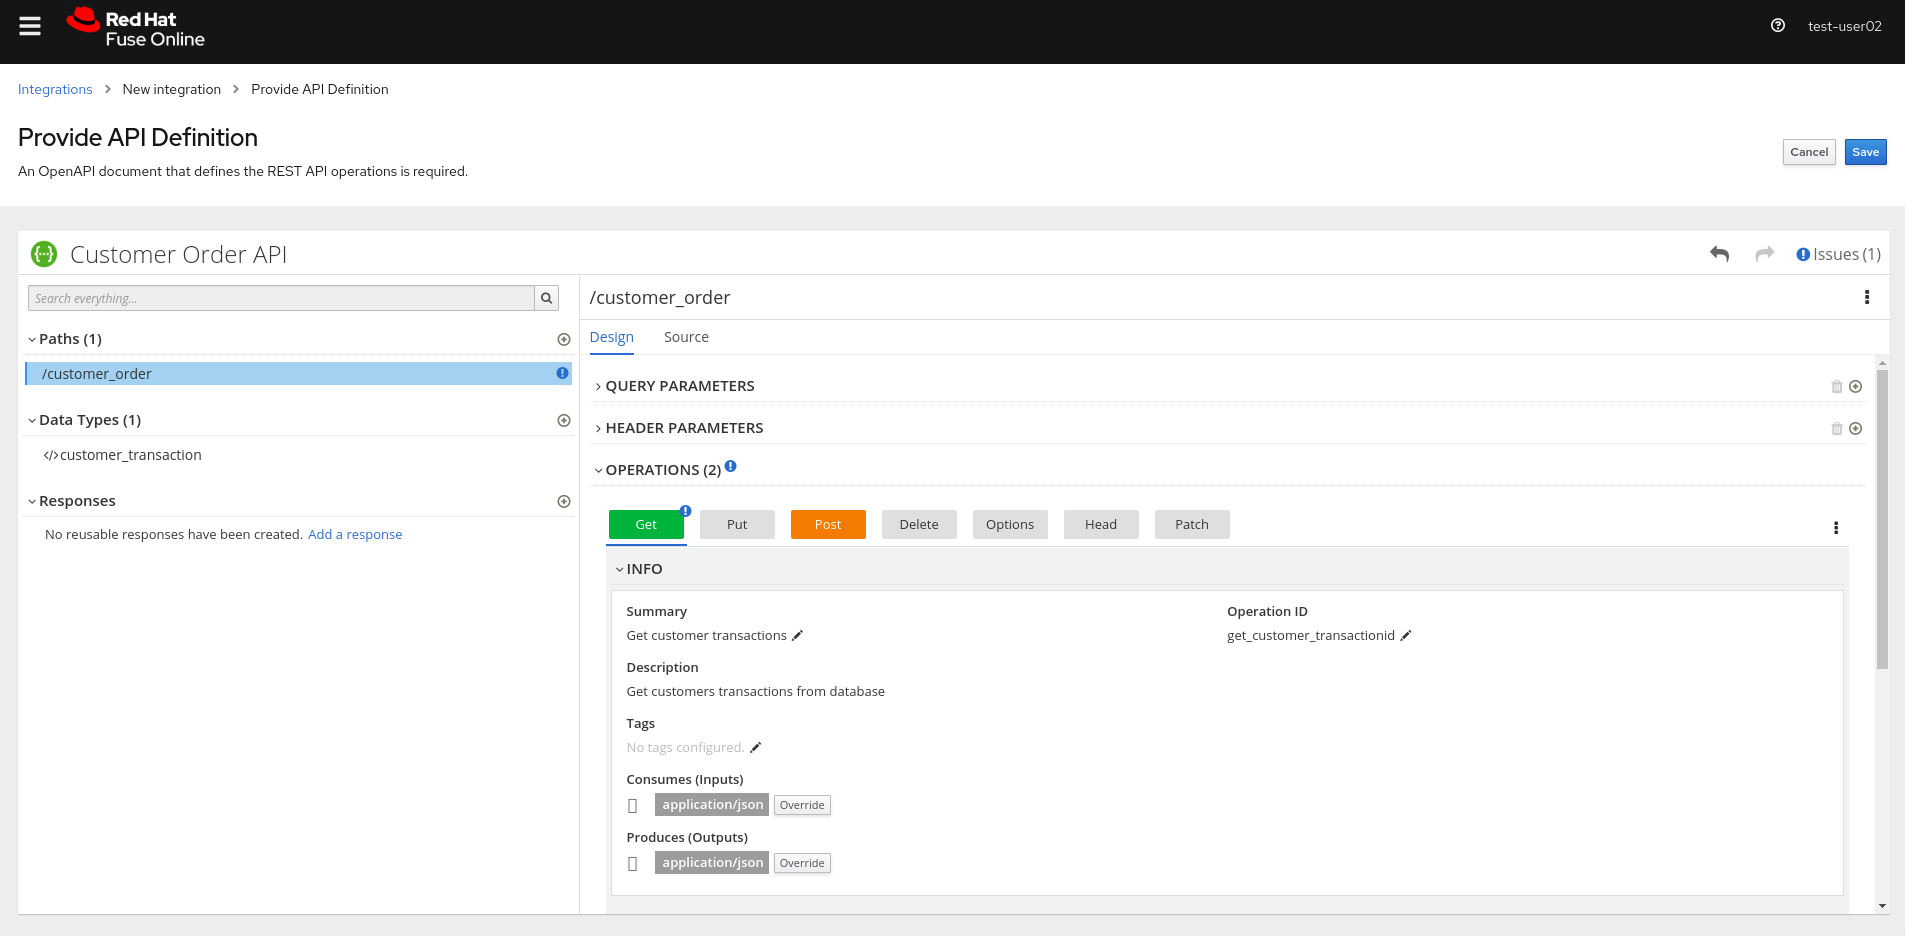 Red Hat
Fuse Online
test-user02
Integrations > New integration > Provide API Definition
Provide API Definition
An OpenAPI document that defines the REST API operations is required.
Cancel Save
Customer Order API
Issues (1)
Search everything...
Paths (1)
/customer_order
Data Types (1)
customer_transaction
Responses
No reusable responses have been created. Add a response
/customer_order
Design Source
QUERY PARAMETERS
HEADER PARAMETERS
OPERATIONS (2)
Get Put Post Delete Options Head Patch
INFO
Summary
Get customer transactions
Operation ID
get_customer_transactionid
Description
Get customers transactions from database
Tags
No tags configured.
Consumes (Inputs)
application/json Override
Produces (Outputs)
application/json Override